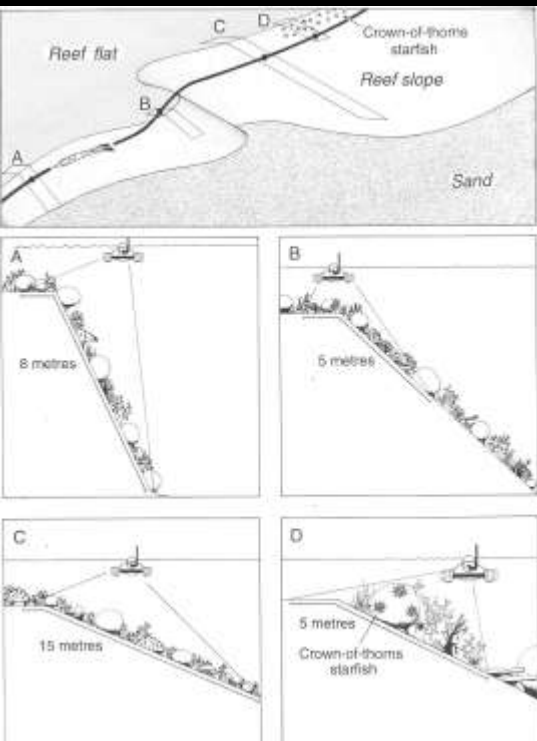 D
C
Crown-of-thorns
starfish
Reef flat
Reef slope
B
A
Sand
A
8 metres
B
5 metres
C
15 metres
D
5 metres
Crown-of-thorns
starfish